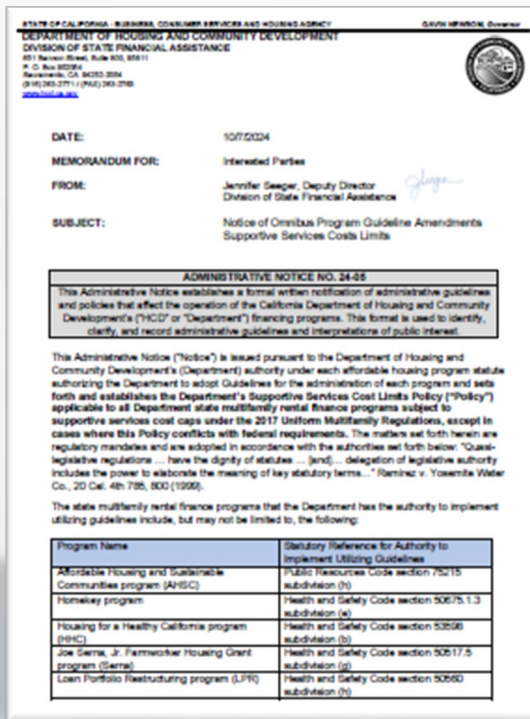 STATE OF CALIFORNIA - BUSINESS, CONSUMER SERVICES AND HOUSING AGENCY GAVIN NEWSOM, Governor
DEPARTMENT OF HOUSING AND COMMUNITY DEVELOPMENT
DIVISION OF STATE FINANCIAL ASSISTANCE
Sacramento, CA
www.hcd.ca.gov
DATE: 10/7/2024
MEMORANDUM FOR: Interested Parties
FROM: Jennifer Seeger, Deputy Director
Division of State Financial Assistance
SUBJECT: Notice of Omnibus Program Guideline Amendments
Supportive Services Costs Limits
ADMINISTRATIVE NOTICE NO. 24-05
This Administrative Notice establishes a formal written notification of administrative guidelines
and policies that affect the operation of the California Department of Housing and Community
Development's ("HCD" or "Department") financing programs. This format is used to identify,
clarify, and record administrative guidelines and interpretations of public interest.
This Administrative Notice ("Notice") is issued pursuant to the Department of Housing and
Community Development's (Department) authority under each affordable housing program statute
authorizing the Department to adopt Guidelines for the administration of each program and sets
forth and establishes the Department's Supportive Services Cost Limits Policy ("Policy")
applicable to all Department state multifamily rental finance programs subject to
supportive services cost caps under the 2017 Uniform Multifamily Regulations, except in
cases where this Policy conflicts with federal requirements. The matters set forth herein are
regulatory mandates and are adopted in accordance with the authorities set forth below: "Quasi-
legislative regulations ... have the dignity of statutes ... [and]... delegation of legislative authority
includes the power to elaborate the meaning of key statutory terms..." Ramirez v. Yosemite Water
Co., 20 Cal. 4th 785, 800 (1999).
The state multifamily rental finance programs that the Department has the authority to implement
utilizing guidelines include, but may not be limited to, the following:
Program Name Statutory Reference for Authority to
Implement Utilizing Guidelines
Affordable Housing and Sustainable Public Resources Code section 75215
Communities program (AHSC) subdivision (h)
Homekey program Health and Safety Code section 50675.1.3
subdivision (e)
Housing for a Healthy California program Health and Safety Code section 53598
(HHC) subdivision (b)
Joe Serna, Jr. Farmworker Housing Grant Health and Safety Code section 50517.5
program (Serna) subdivision (g)
Loan Portfolio Restructuring program (LPR) Health and Safety Code section 50560
subdivision (h)